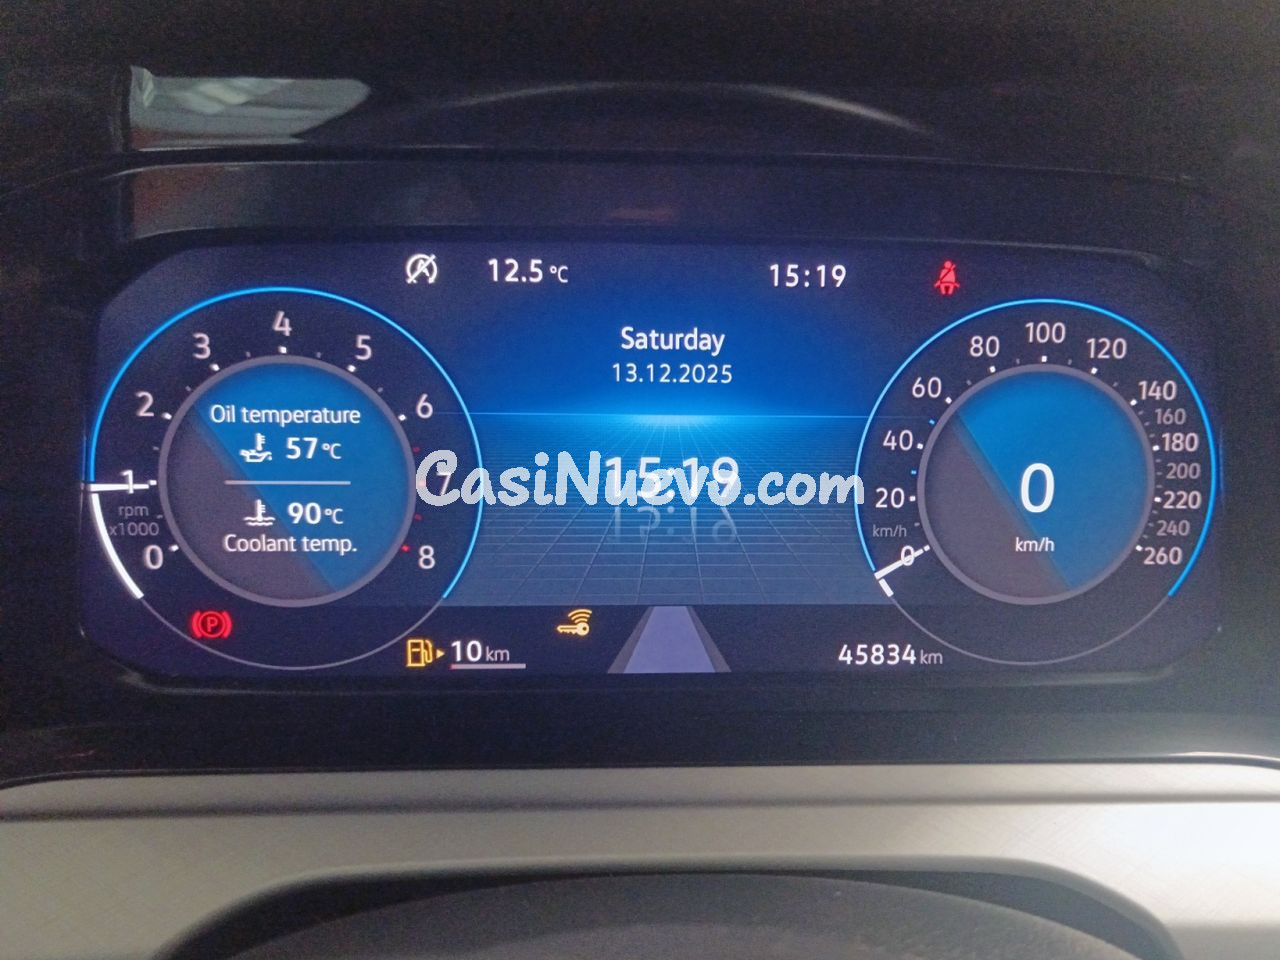 12.5 °C
15:19
Saturday
13.12.2025
15:19
4
3
5
2
6
1
7
0
8
rpm
x1000
Oil temperature
57 °C
90 °C
Coolant temp.
CasiNuevo.com
100
80
120
60
140
160
40
180
200
20
220
240
0
260
km/h
0
km/h
P
10 km
45834 km